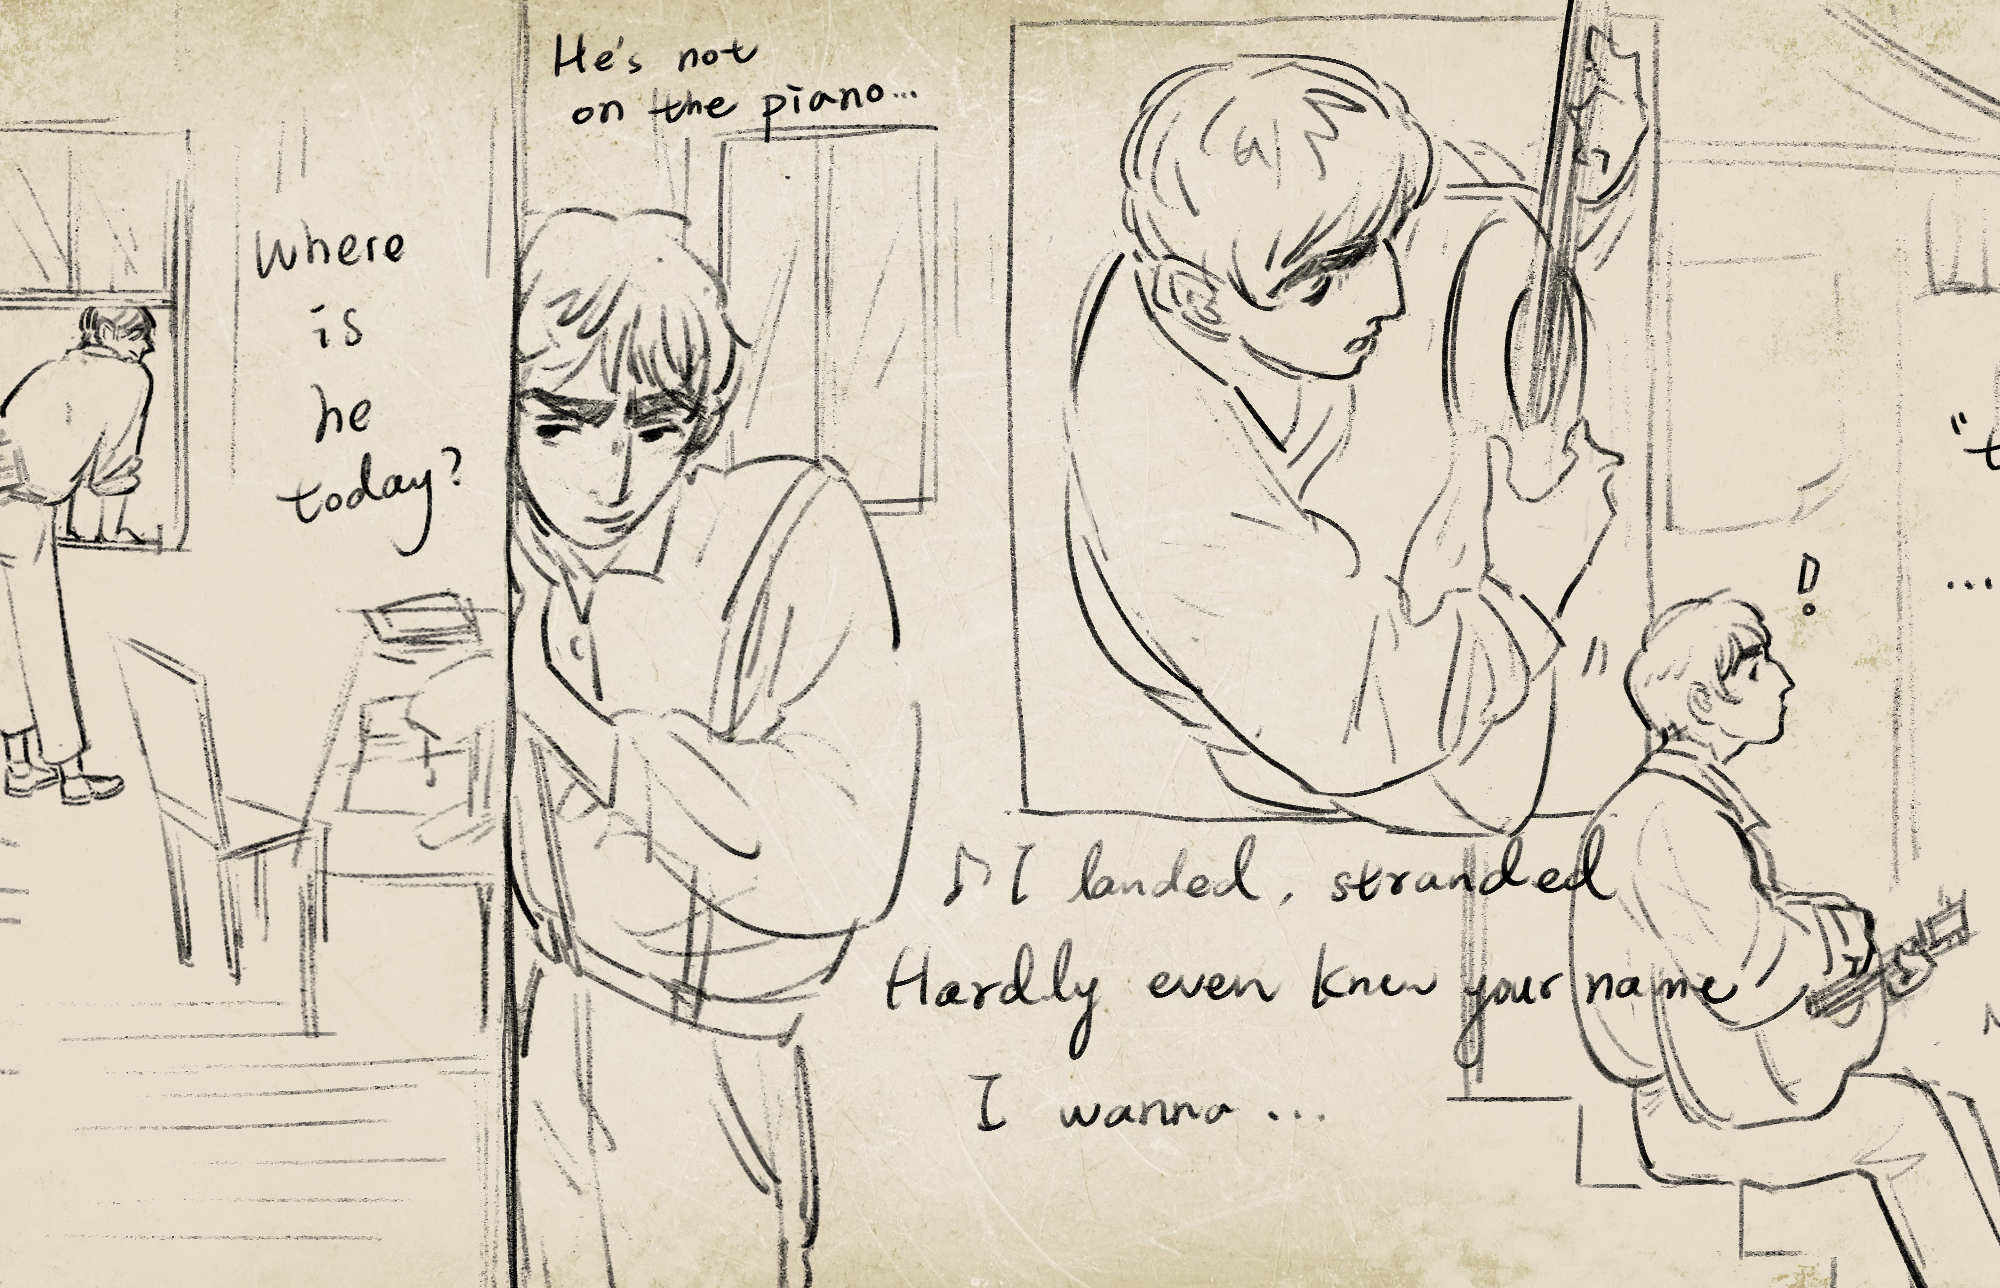 Where
is
he
today?
He's not
on the piano...
!
♪ I landed, stranded
Hardly even knew your name
I wanna ...
...